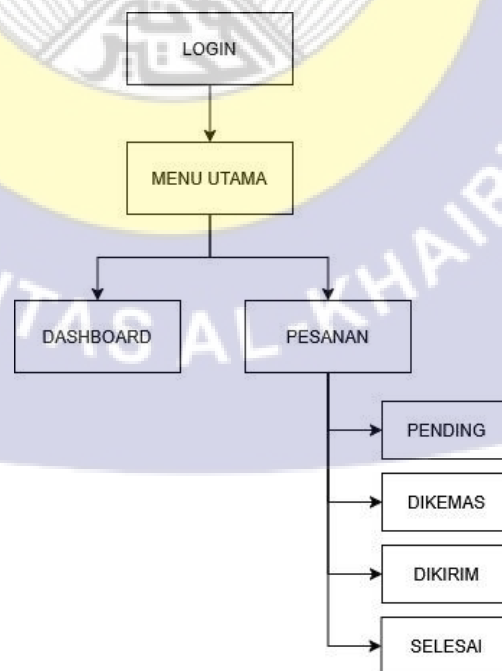 LOGIN
MENU UTAMA
DASHBOARD
PESANAN
PENDING
DIKEMAS
DIKIRIM
SELESAI